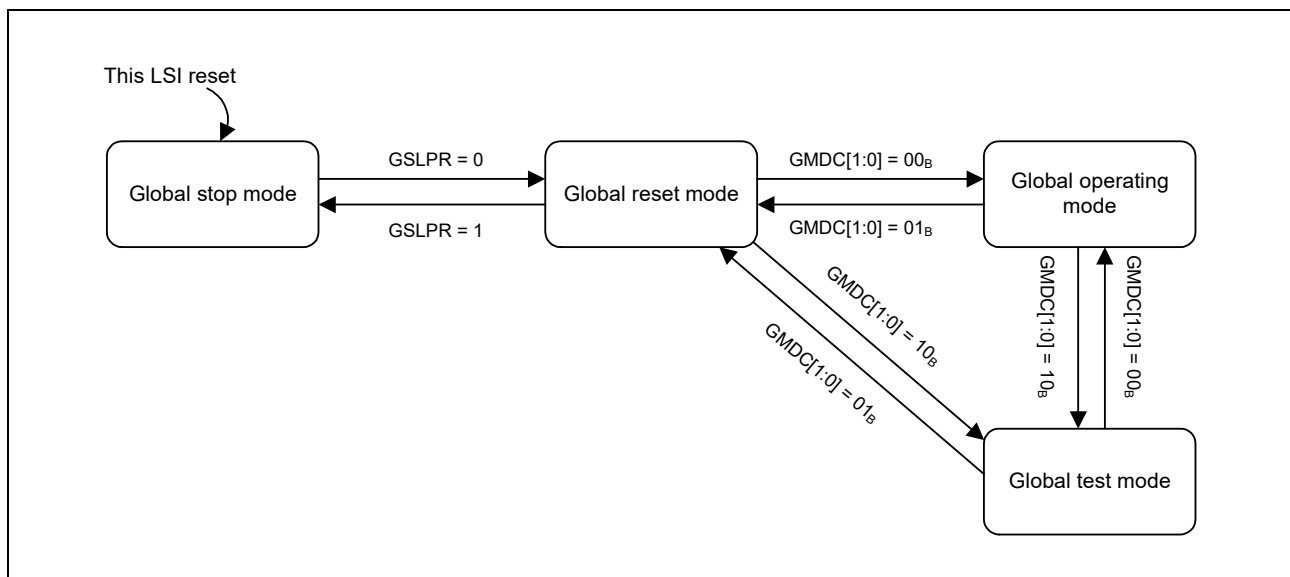 This LSI reset
Global stop mode
GSLPR = 0
GSLPR = 1
Global reset mode
GMDC[1:0] = 00B
GMDC[1:0] = 01B
Global operating
mode
GMDC[1:0] = 10B
GMDC[1:0] = 01B
GMDC[1:0] = 10B
GMDC[1:0] = 00B
Global test mode